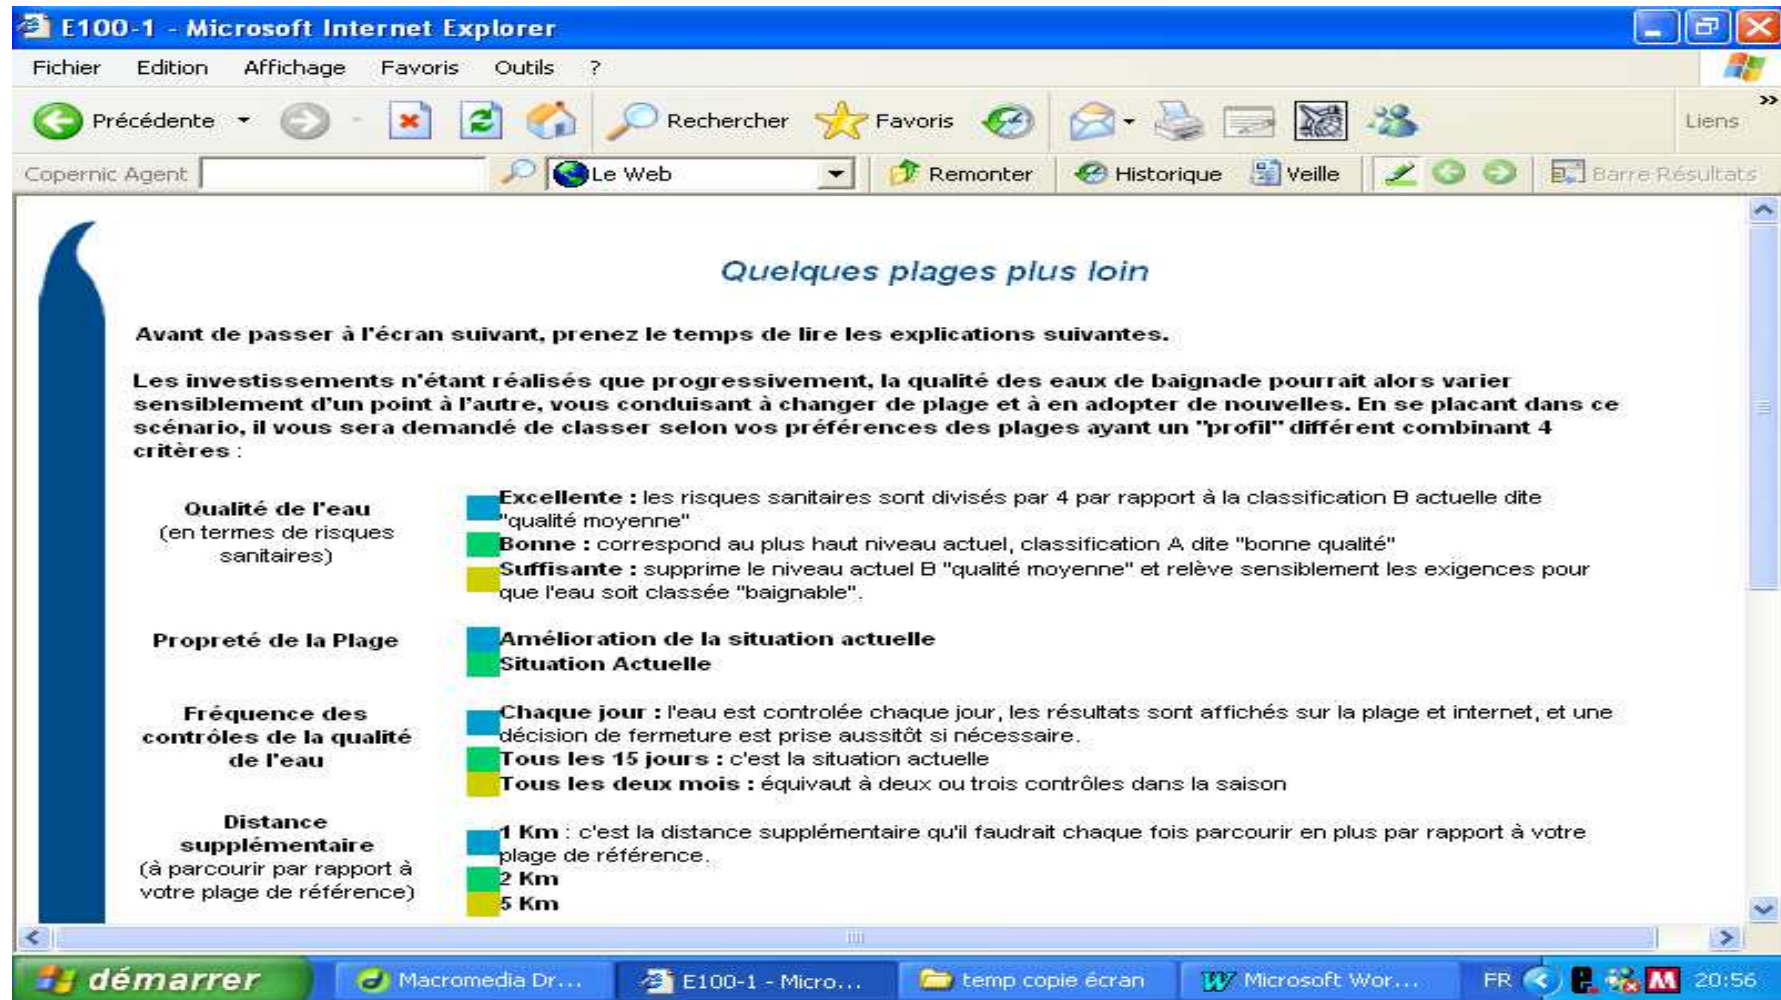 E100-1 - Microsoft Internet Explorer
Fichier Edition Affichage Favoris Outils ?
Précédente Rechercher Favoris Liens »
Copernic Agent Le Web Remonter Historique Veille Barre Résultats
Quelques plages plus loin
Avant de passer à l'écran suivant, prenez le temps de lire les explications suivantes.
Les investissements n'étant réalisés que progressivement, la qualité des eaux de baignade pourrait alors varier
sensiblement d'un point à l'autre, vous conduisant à changer de plage et à en adopter de nouvelles. En se placant dans ce
scénario, il vous sera demandé de classer selon vos préférences des plages ayant un "profil" différent combinant 4
critères :
Qualité de l'eau
(en termes de risques
sanitaires)
Excellente : les risques sanitaires sont divisés par 4 par rapport à la classification B actuelle dite
"qualité moyenne"
Bonne : correspond au plus haut niveau actuel, classification A dite "bonne qualité"
Suffisante : supprime le niveau actuel B "qualité moyenne" et relève sensiblement les exigences pour
que l'eau soit classée "baignable".
Propreté de la Plage
Amélioration de la situation actuelle
Situation Actuelle
Fréquence des
contrôles de la qualité
de l'eau
Chaque jour : l'eau est controlée chaque jour, les résultats sont affichés sur la plage et internet, et une
décision de fermeture est prise aussitôt si nécessaire.
Tous les 15 jours : c'est la situation actuelle
Tous les deux mois : équivaut à deux ou trois contrôles dans la saison
Distance
supplémentaire
(à parcourir par rapport à
votre plage de référence)
1 Km : c'est la distance supplémentaire qu'il faudrait chaque fois parcourir en plus par rapport à votre
plage de référence.
2 Km
5 Km
démarrer Macromedia Dr... E100-1 - Micro... temp copie écran Microsoft Wor... FR 20:56